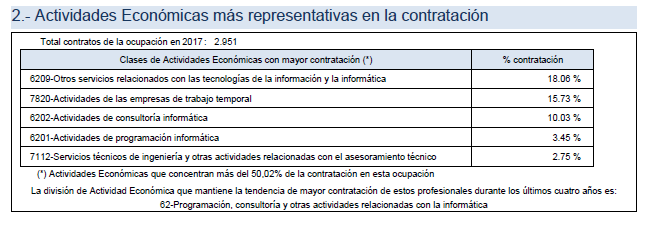 2.- Actividades Económicas más representativas en la contratación
Total contratos de la ocupación en 2017 : 2.951
Clases de Actividades Económicas con mayor contratación (*) % contratación
6209-Otros servicios relacionados con las tecnologías de la información y la informática 18.06 %
7820-Actividades de las empresas de trabajo temporal 15.73 %
6202-Actividades de consultoría informática 10.03 %
6201-Actividades de programación informática 3.45 %
7112-Servicios técnicos de ingeniería y otras actividades relacionadas con el asesoramiento técnico 2.75 %
(*) Actividades Económicas que concentran más del 50,02% de la contratación en esta ocupación
La división de Actividad Económica que mantiene la tendencia de mayor contratación de estos profesionales durante los últimos cuatro años es:
62-Programación, consultoría y otras actividades relacionadas con la informática